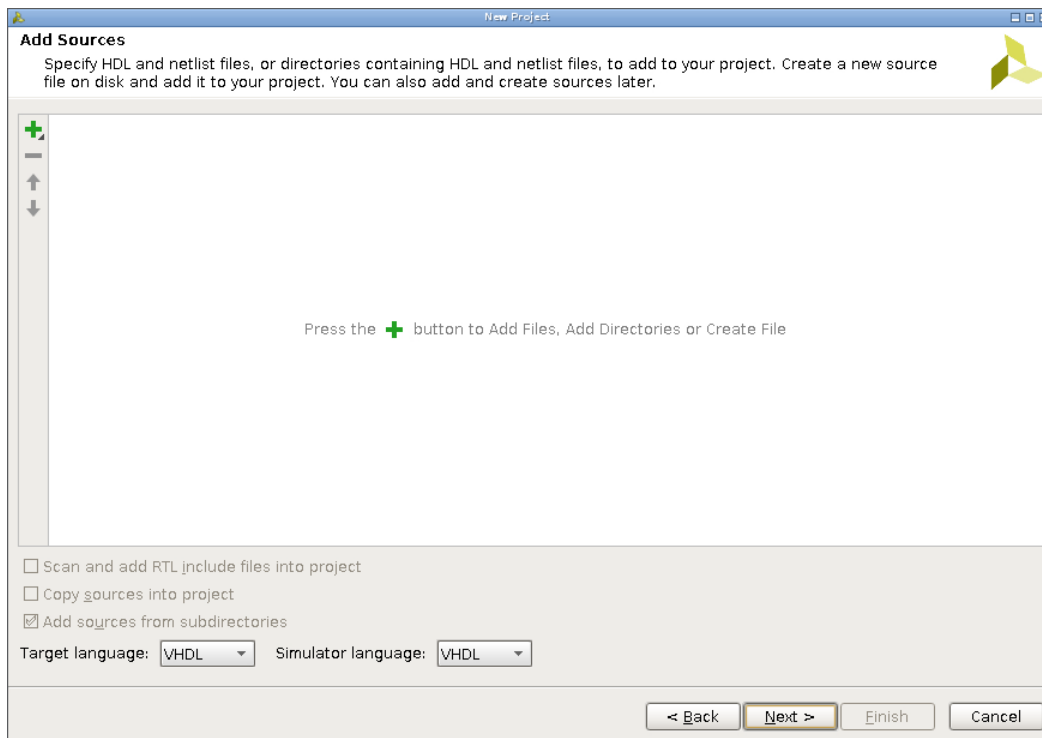 New Project
Add Sources
Specify HDL and netlist files, or directories containing HDL and netlist files, to add to your project. Create a new source
file on disk and add it to your project. You can also add and create sources later.
Press the + button to Add Files, Add Directories or Create File
Scan and add RTL include files into project
Copy sources into project
Add sources from subdirectories
Target language: VHDL Simulator language: VHDL
< Back Next > Finish Cancel